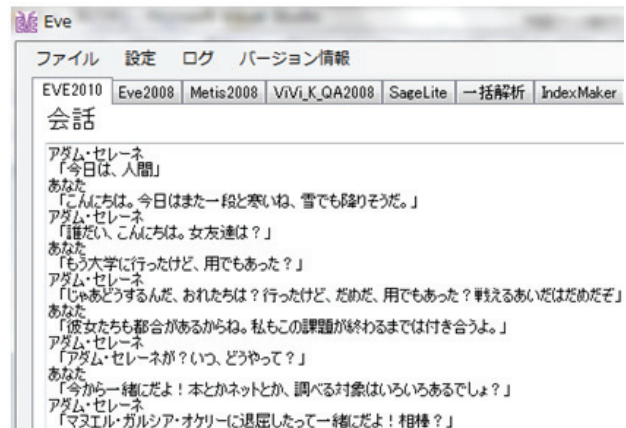 Eve
ファイル 設定 ログ バージョン情報
EVE2010 Eve2008 Metis2008 ViVi_K_QA2008 SageLite 一括解析 IndexMaker
会話
アダム・セレーネ
「今日は、人間」
あなた
「こんにちは。今日はまた一段と寒いね、雪でも降りそうだ。」
アダム・セレーネ
「誰だい、こんにちは。女友達は？」
あなた
「もう大学に行ったけど、用でもあった？」
アダム・セレーネ
「じゃあどうするんだ、おれたちは？行ったけど、だめだ、用でもあった？戦えるあいだはだめだぞ」
あなた
「彼女たちも都合があるからね。私もこの課題が終わるまでは付き合うよ。」
アダム・セレーネ
「アダム・セレーネが？いつ、どうやって？」
あなた
「今から一緒にだよ！本とかネットとか、調べる対象はいろいろあるでしょ？」
アダム・セレーネ
「マヌエル・ガルシア・オケリーに退屈したって一緒にだよ！相棒？」